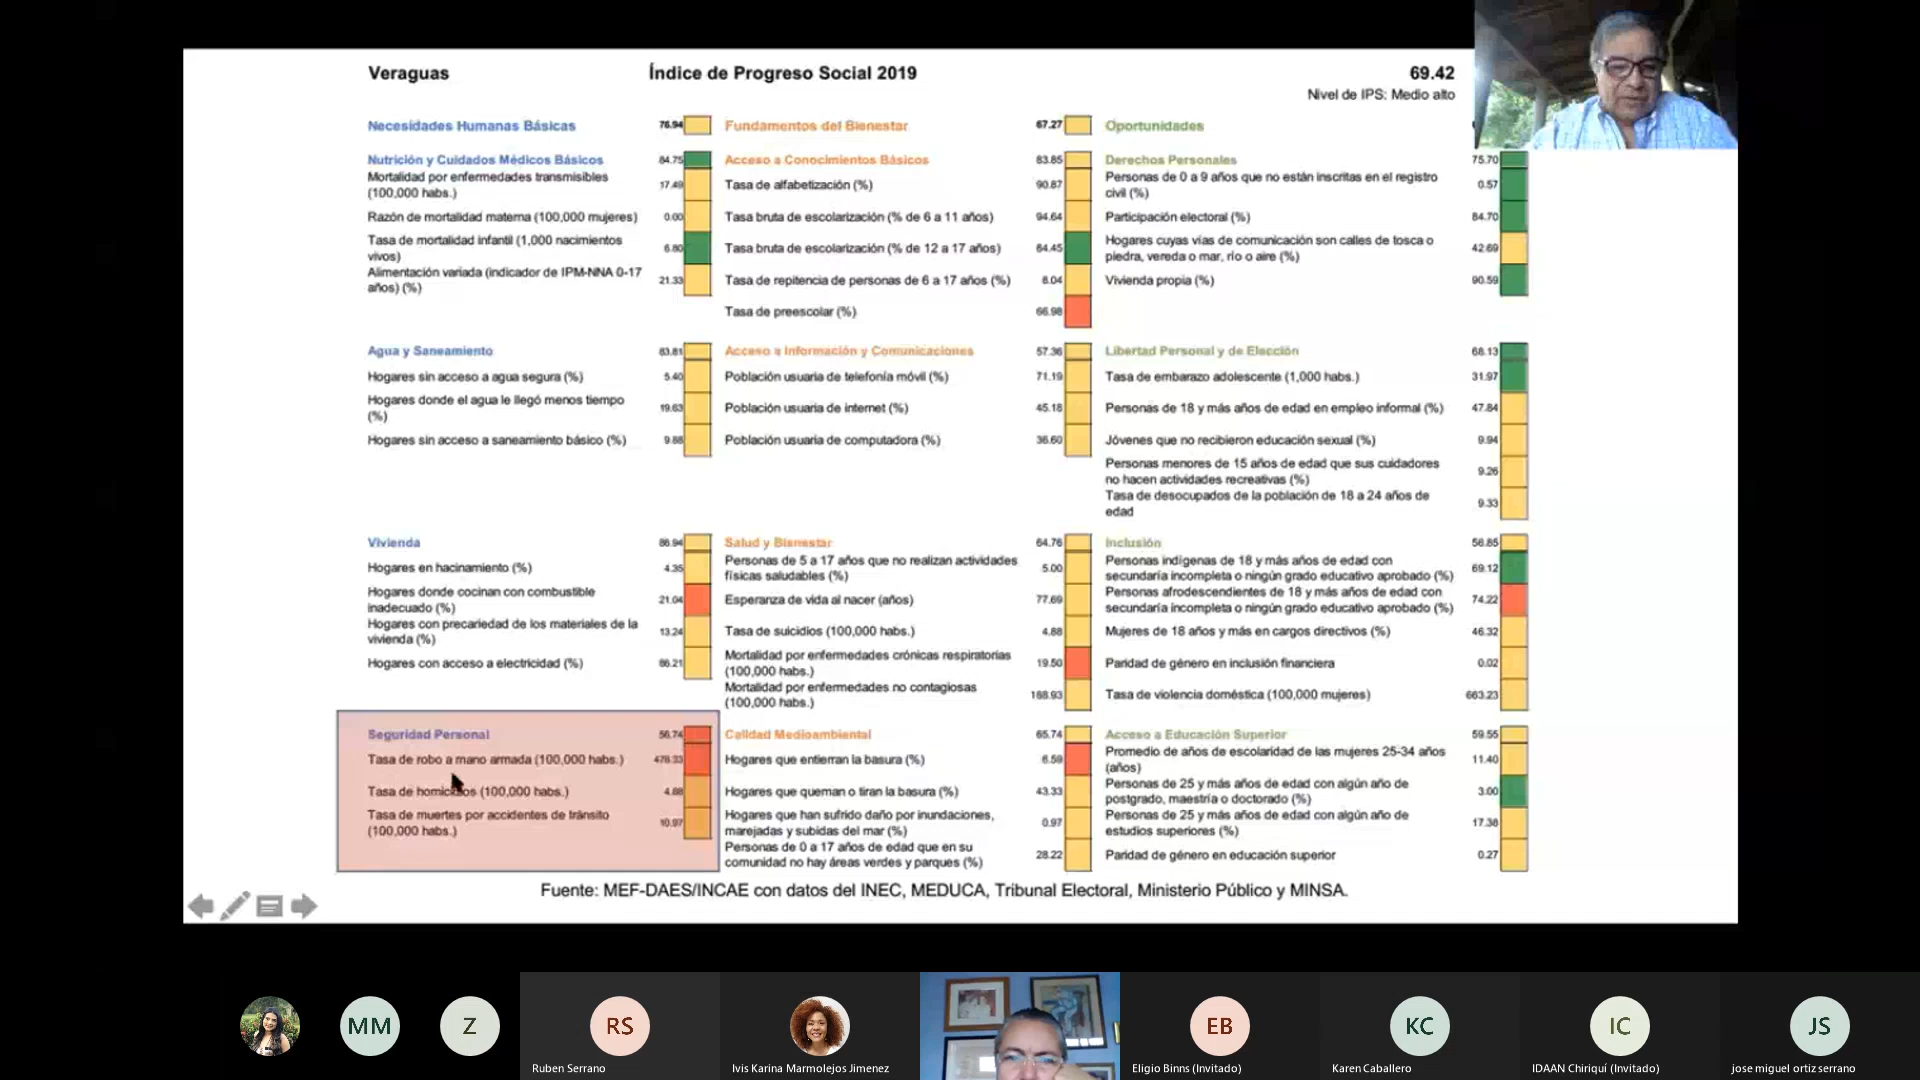 Veraguas
Índice de Progreso Social 2019
69.42
Nivel de IPS: Medio alto
Necesidades Humanas Básicas
76.94
Nutrición y Cuidados Médicos Básicos
84.75
Mortalidad por enfermedades transmisibles
(100,000 habs.)
17.49
Razón de mortalidad materna (100,000 mujeres)
0.00
Tasa de mortalidad infantil (1,000 nacimientos
vivos)
6.80
Alimentación variada (indicador de IPM-NNA 0-17
años) (%)
21.33
Agua y Saneamiento
83.81
Hogares sin acceso a agua segura (%)
5.40
Hogares donde el agua le llegó menos tiempo
(%)
19.63
Hogares sin acceso a saneamiento básico (%)
9.88
Vivienda
86.94
Hogares en hacinamiento (%)
4.35
Hogares donde cocinan con combustible
inadecuado (%)
21.04
Hogares con precariedad de los materiales de la
vivienda (%)
13.24
Hogares con acceso a electricidad (%)
86.21
Seguridad Personal
56.74
Tasa de robo a mano armada (100,000 habs.)
478.33
Tasa de homicidios (100,000 habs.)
4.88
Tasa de muertes por accidentes de tránsito
(100,000 habs.)
10.97
Fundamentos del Bienestar
67.27
Acceso a Conocimientos Básicos
83.85
Tasa de alfabetización (%)
90.87
Tasa bruta de escolarización (% de 6 a 11 años)
94.64
Tasa bruta de escolarización (% de 12 a 17 años)
64.45
Tasa de repitencia de personas de 6 a 17 años (%)
8.04
Tasa de preescolar (%)
66.98
Acceso a Información y Comunicaciones
57.36
Población usuaria de telefonía móvil (%)
71.19
Población usuaria de internet (%)
45.18
Población usuaria de computadora (%)
36.60
Salud y Bienestar
64.76
Personas de 5 a 17 años que no realizan actividades
físicas saludables (%)
5.00
Esperanza de vida al nacer (años)
77.69
Tasa de suicidios (100,000 habs.)
4.88
Mortalidad por enfermedades crónicas respiratorias
(100,000 habs.)
19.50
Mortalidad por enfermedades no contagiosas
(100,000 habs.)
168.93
Calidad Medioambiental
65.74
Hogares que entierran la basura (%)
6.59
Hogares que queman o tiran la basura (%)
43.33
Hogares que han sufrido daño por inundaciones,
marejadas y subidas del mar (%)
0.97
Personas de 0 a 17 años de edad que en su
comunidad no hay áreas verdes y parques (%)
28.22
Oportunidades
Derechos Personales
75.70
Personas de 0 a 9 años que no están inscritas en el registro
civil (%)
0.57
Participación electoral (%)
84.70
Hogares cuyas vías de comunicación son calles de tosca o
piedra, vereda o mar, río o aire (%)
42.69
Vivienda propia (%)
90.59
Libertad Personal y de Elección
68.13
Tasa de embarazo adolescente (1,000 habs.)
31.97
Personas de 18 y más años de edad en empleo informal (%)
47.84
Jóvenes que no recibieron educación sexual (%)
9.94
Personas menores de 15 años de edad que sus cuidadores
no hacen actividades recreativas (%)
9.26
Tasa de desocupados de la población de 18 a 24 años de
edad
9.33
Inclusión
56.85
Personas indígenas de 18 y más años de edad con
secundaría incompleta o ningún grado educativo aprobado (%)
69.12
Personas afrodescendientes de 18 y más años de edad con
secundaría incompleta o ningún grado educativo aprobado (%)
74.22
Mujeres de 18 años y más en cargos directivos (%)
46.32
Paridad de género en inclusión financiera
0.02
Tasa de violencia doméstica (100,000 mujeres)
663.23
Acceso a Educación Superior
59.55
Promedio de años de escolaridad de las mujeres 25-34 años
(años)
11.40
Personas de 25 y más años de edad con algún año de
postgrado, maestría o doctorado (%)
3.00
Personas de 25 y más años de edad con algún año de
estudios superiores (%)
17.38
Paridad de género en educación superior
0.27
Fuente: MEF-DAES/INCAE con datos del INEC, MEDUCA, Tribunal Electoral, Ministerio Público y MINSA.
MM
Z
RS
EB
KC
IC
JS
Ruben Serrano
Ivis Karina Marmolejos Jimenez
Eligio Binns (Invitado)
Karen Caballero
IDAAN Chiriquí (Invitado)
jose miguel ortiz serrano